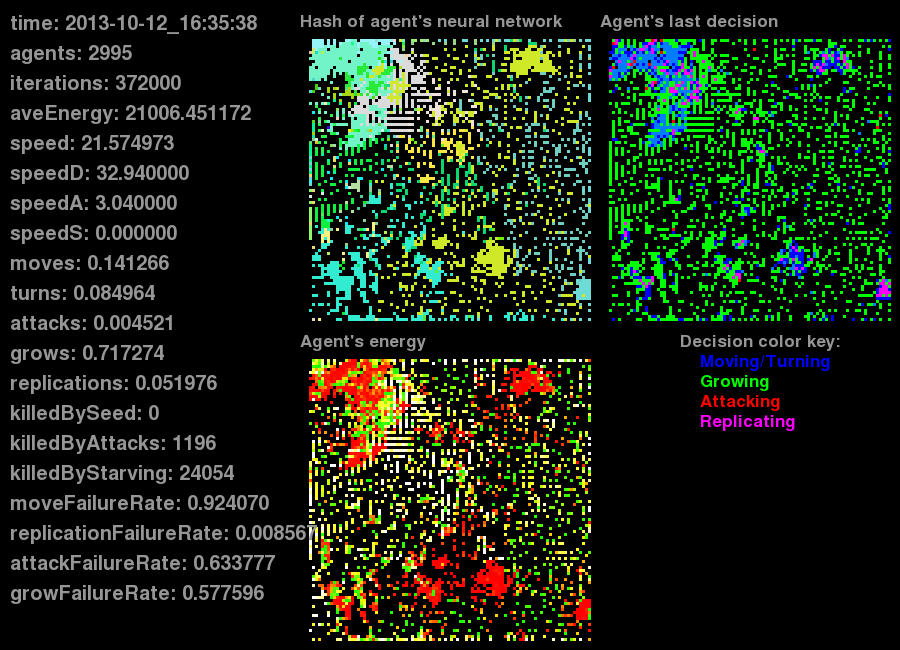 time: 2013-10-12_16:35:38
agents: 2995
iterations: 372000
aveEnergy: 21006.451172
speed: 21.574973
speedD: 32.940000
speedA: 3.040000
speedS: 0.000000
moves: 0.141266
turns: 0.084964
attacks: 0.004521
grows: 0.717274
replications: 0.051976
killedBySeed: 0
killedByAttacks: 1196
killedByStarving: 24054
moveFailureRate: 0.924070
replicationFailureRate: 0.008567
attackFailureRate: 0.633777
growFailureRate: 0.577596
Hash of agent's neural network
Agent's last decision
Agent's energy
Decision color key:
Moving/Turning
Growing
Attacking
Replicating